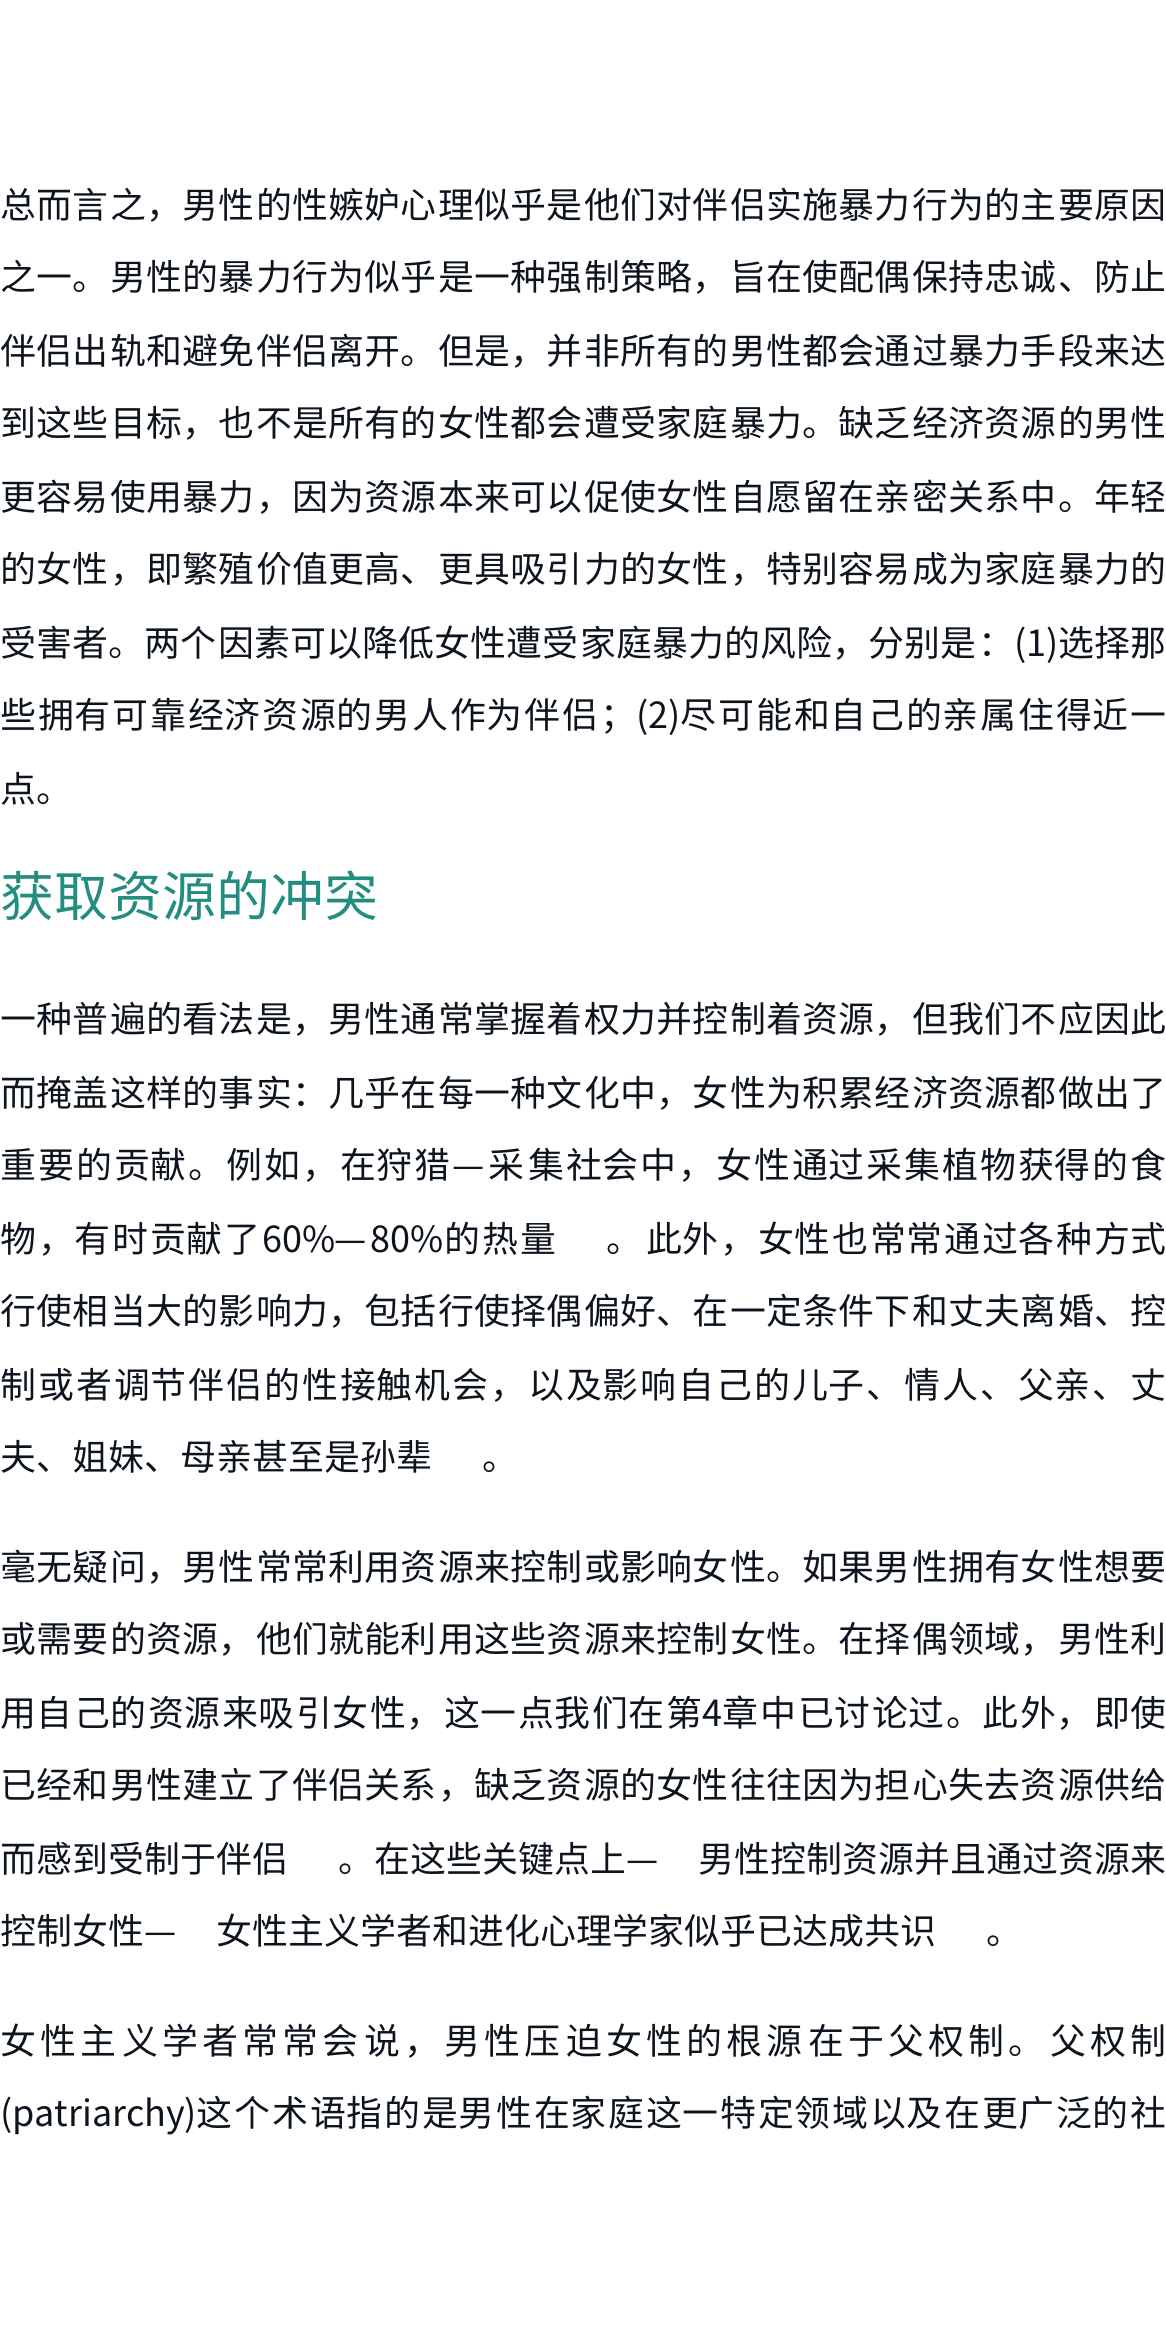 总而言之，男性的性嫉妒心理似乎是他们对伴侣实施暴力行为的主要原因
之一。男性的暴力行为似乎是一种强制策略，旨在使配偶保持忠诚、防止
伴侣出轨和避免伴侣离开。但是，并非所有的男性都会通过暴力手段来达
到这些目标，也不是所有的女性都会遭受家庭暴力。缺乏经济资源的男性
更容易使用暴力，因为资源本来可以促使女性自愿留在亲密关系中。年轻
的女性，即繁殖价值更高、更具吸引力的女性，特别容易成为家庭暴力的
受害者。两个因素可以降低女性遭受家庭暴力的风险，分别是：(1)选择那
些拥有可靠经济资源的男人作为伴侣；(2)尽可能和自己的亲属住得近一
点。
获取资源的冲突
一种普遍的看法是，男性通常掌握着权力并控制着资源，但我们不应因此
而掩盖这样的事实：几乎在每一种文化中，女性为积累经济资源都做出了
重要的贡献。例如，在狩猎—采集社会中，女性通过采集植物获得的食
物，有时贡献了60%—80%的热量 。此外，女性也常常通过各种方式
行使相当大的影响力，包括行使择偶偏好、在一定条件下和丈夫离婚、控
制或者调节伴侣的性接触机会，以及影响自己的儿子、情人、父亲、丈
夫、姐妹、母亲甚至是孙辈 。
毫无疑问，男性常常利用资源来控制或影响女性。如果男性拥有女性想要
或需要的资源，他们就能利用这些资源来控制女性。在择偶领域，男性利
用自己的资源来吸引女性，这一点我们在第4章中已讨论过。此外，即使
已经和男性建立了伴侣关系，缺乏资源的女性往往因为担心失去资源供给
而感到受制于伴侣 。在这些关键点上— 男性控制资源并且通过资源来
控制女性— 女性主义学者和进化心理学家似乎已达成共识 。
女性主义学者常常会说，男性压迫女性的根源在于父权制。父权制
(patriarchy)这个术语指的是男性在家庭这一特定领域以及在更广泛的社